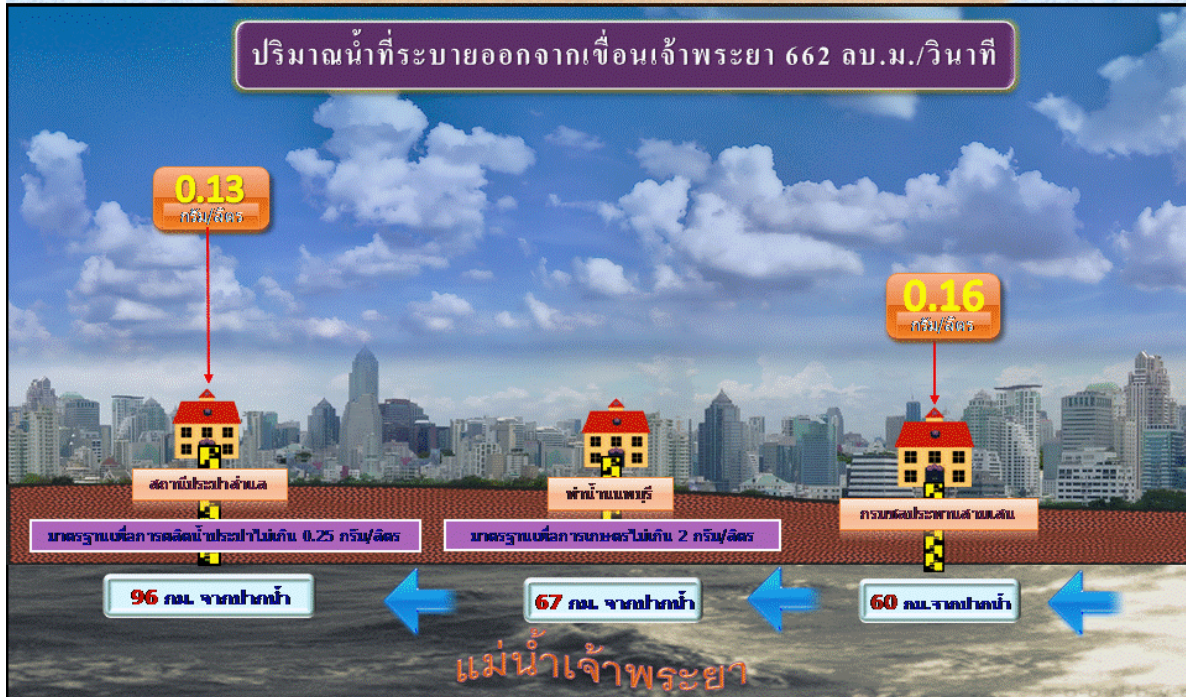 ปริมาณน้ำที่ระบายออกจากเขื่อนเจ้าพระยา 662 ลบ.ม./วินาที
0.13
กรัม/ลิตร
0.16
กรัม/ลิตร
สถานีประปาสำแล
ท่าน้ำนนทบุรี
กรมชลประทานสามเสน
มาตรฐานเพื่อการผลิตน้ำประปาไม่เกิน 0.25 กรัม/ลิตร
มาตรฐานเพื่อการเกษตรไม่เกิน 2 กรัม/ลิตร
96 กม. จากปากน้ำ
67 กม. จากปากน้ำ
60 กม.จากปากน้ำ
แม่น้ำเจ้าพระยา